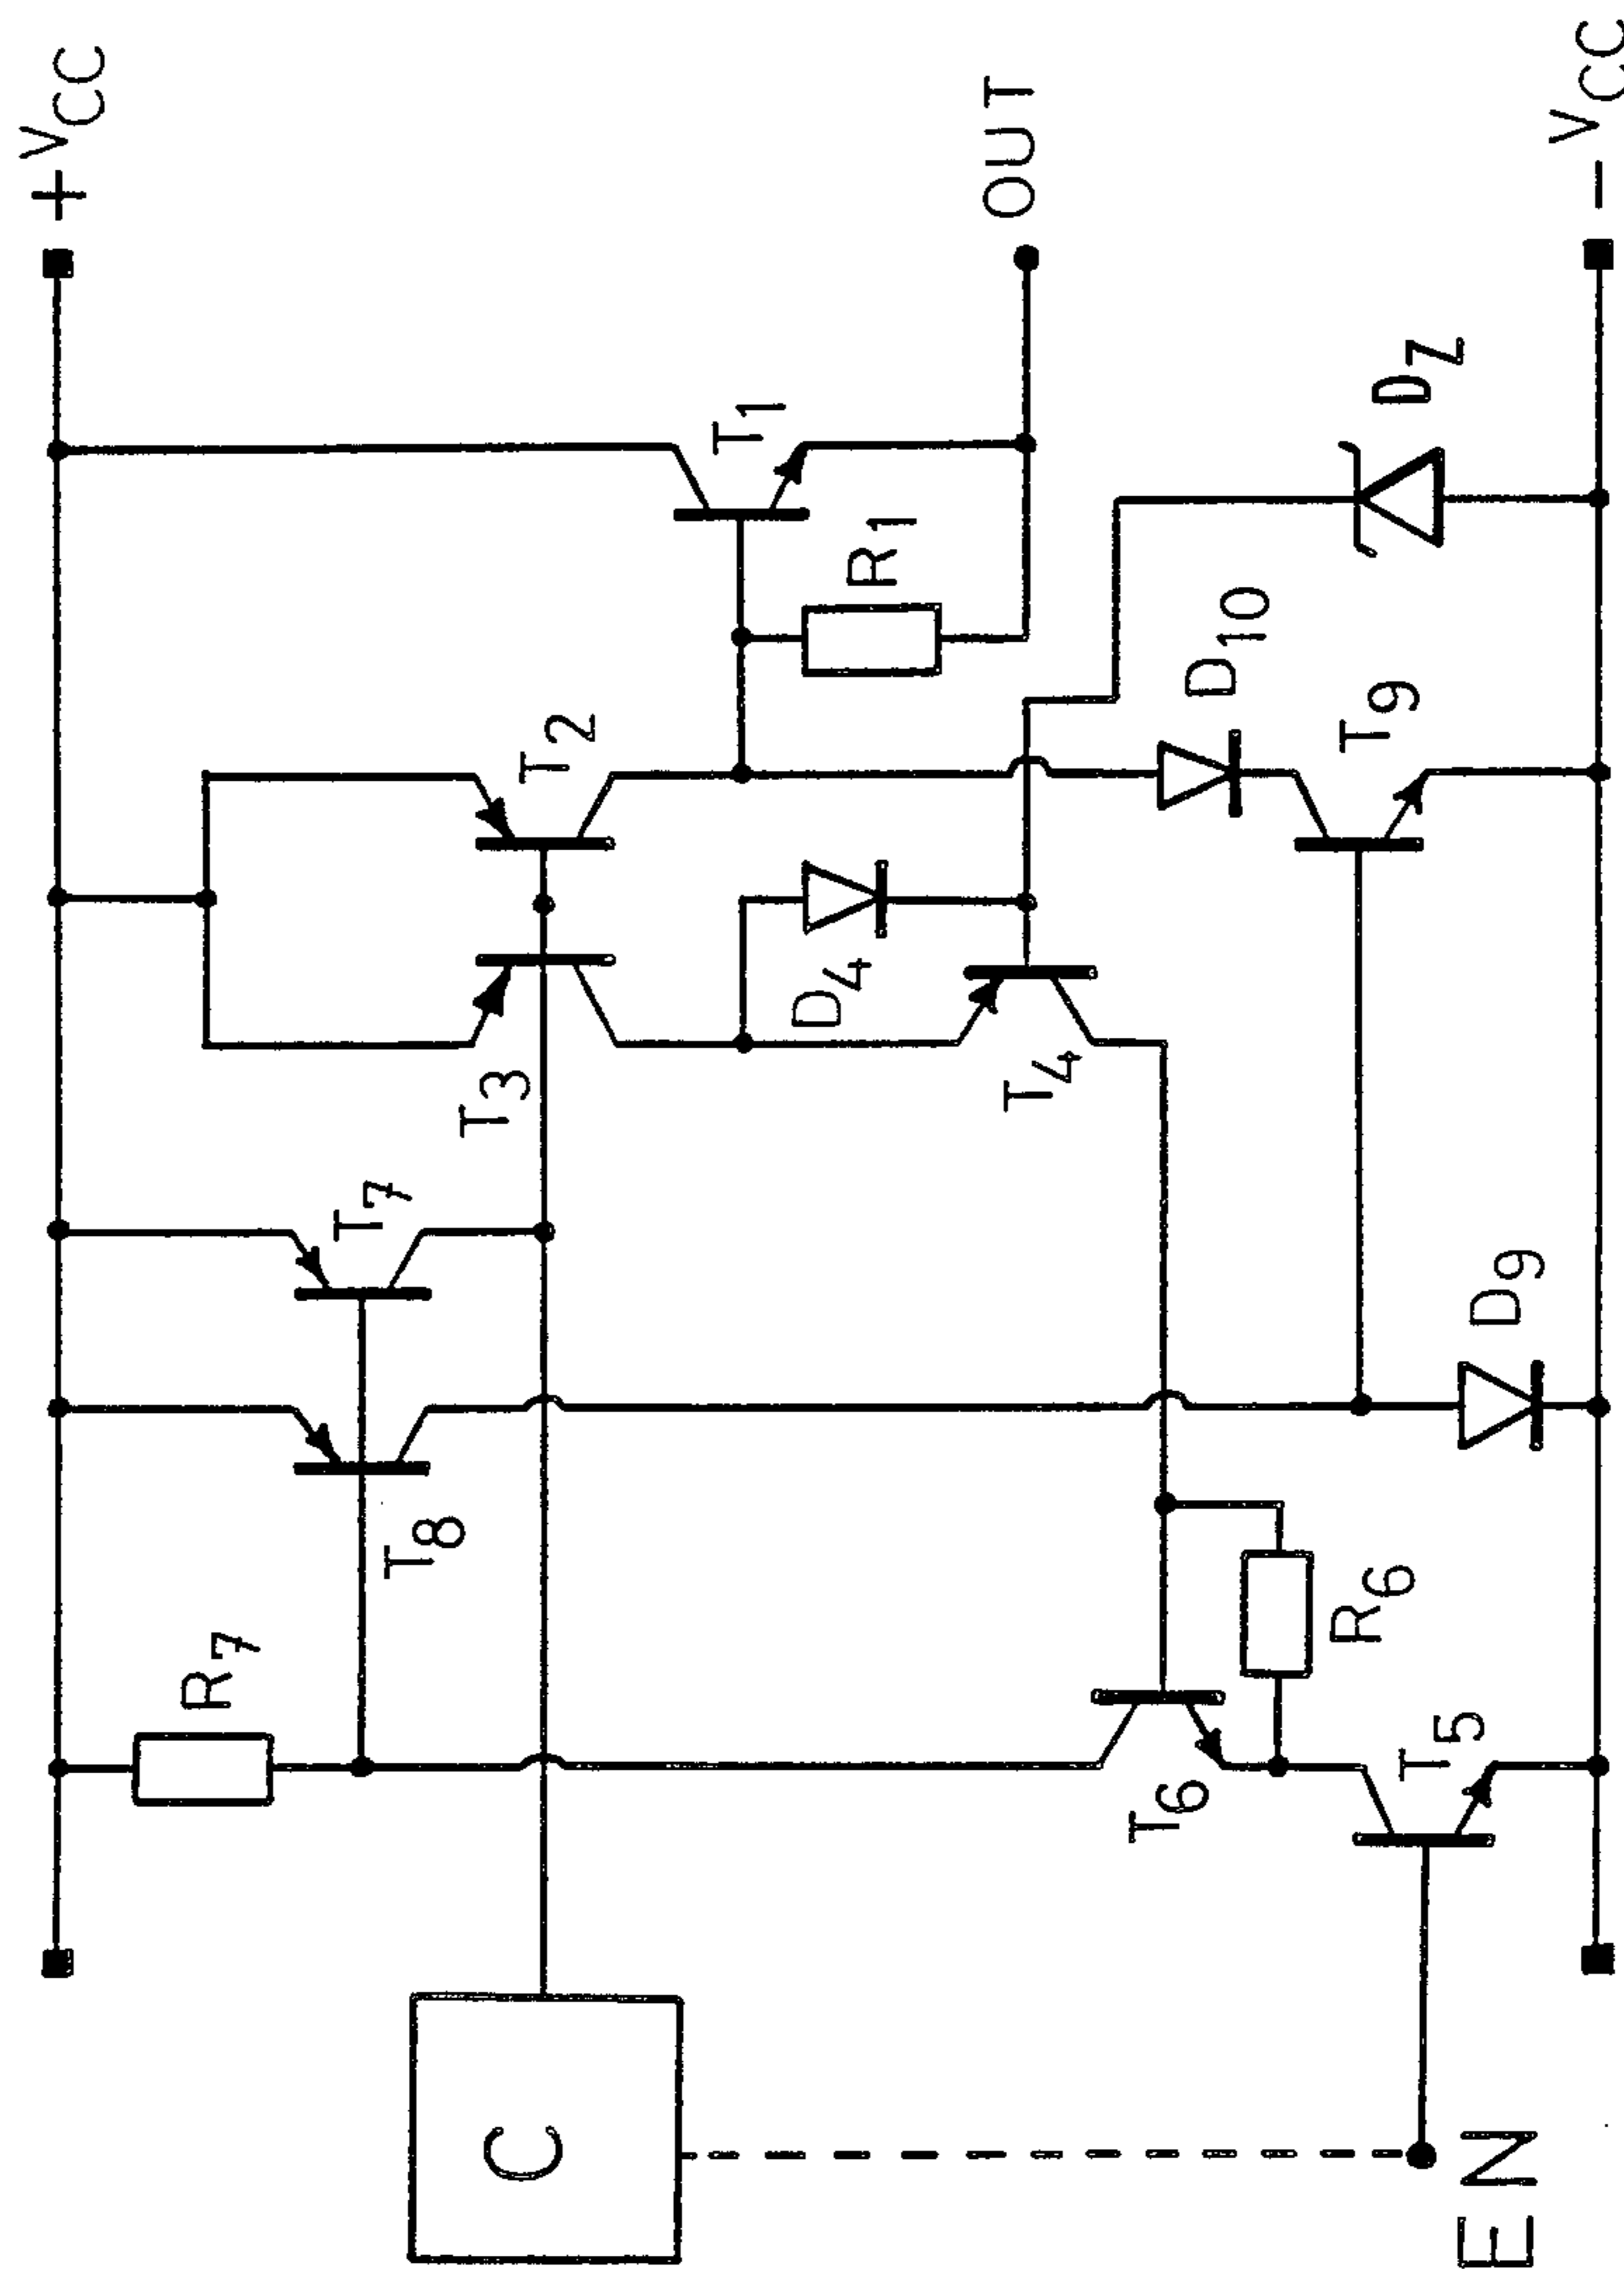 + VCC
R7
T8
T7
T3
T2
T1
C
D4
R1
OUT
T4
T6
R6
D10
T9
DZ
T5
D9
EN
- VCC